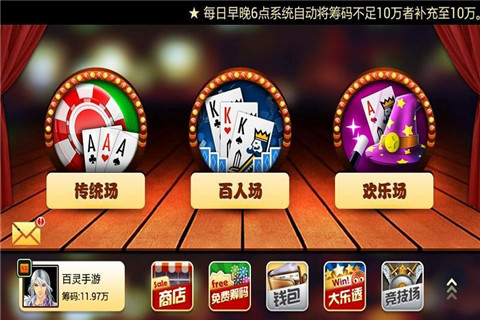 ★ 每日早晚6点系统自动将筹码不足10万者补充至10万。
A A A
K K K
A A
传统场
百人场
欢乐场
百灵手游
筹码:11.97万
Sale
商店
free
免费筹码
钱包
Win!
大乐透
竞技场